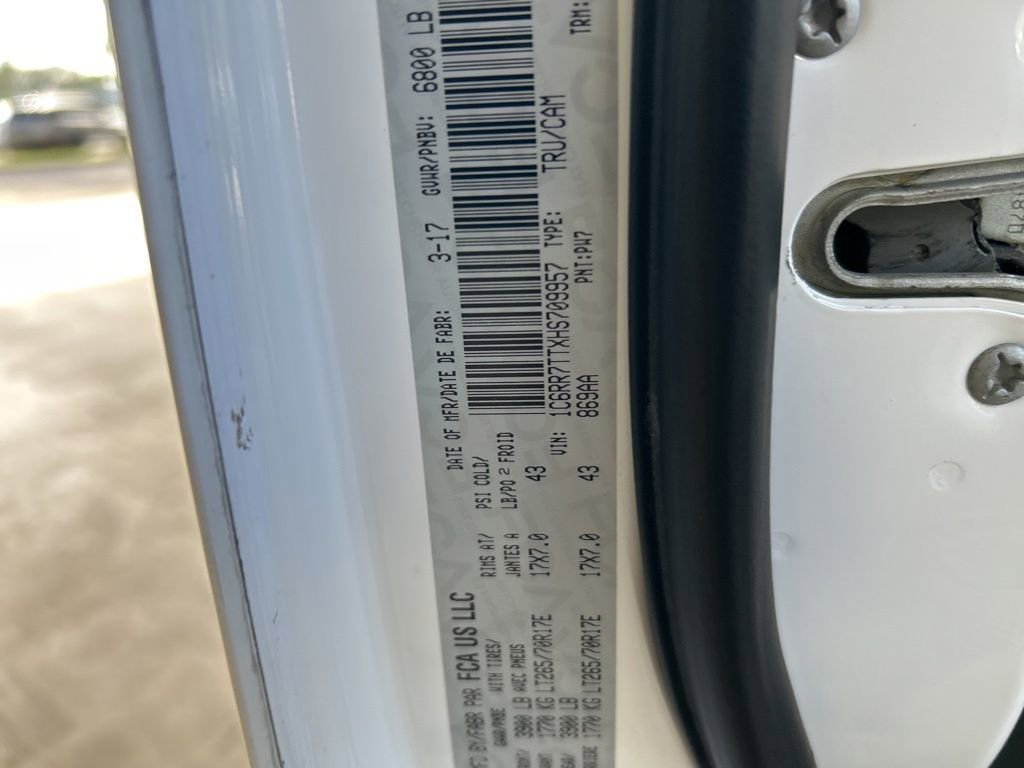 MFD BY/FABR PAR FCA US LLC
DATE OF MFR/DATE DE FABR: 3-17 GVWR/PNBV: 6800 LB
GAWR/PNBE WITH TIRES/ RIMS AT/ PSI COLD/
3900 LB AVEC PNEUS JANTES A LB/PO 2 FROID
1770 KG LT265/70R17E 17X7.0 43
3900 LB VIN: 1C6RR7TTXHS709957 TYPE: TRU/CAM
1770 KG LT265/70R17E 17X7.0 43 869AA PNT:PW7 TRM: